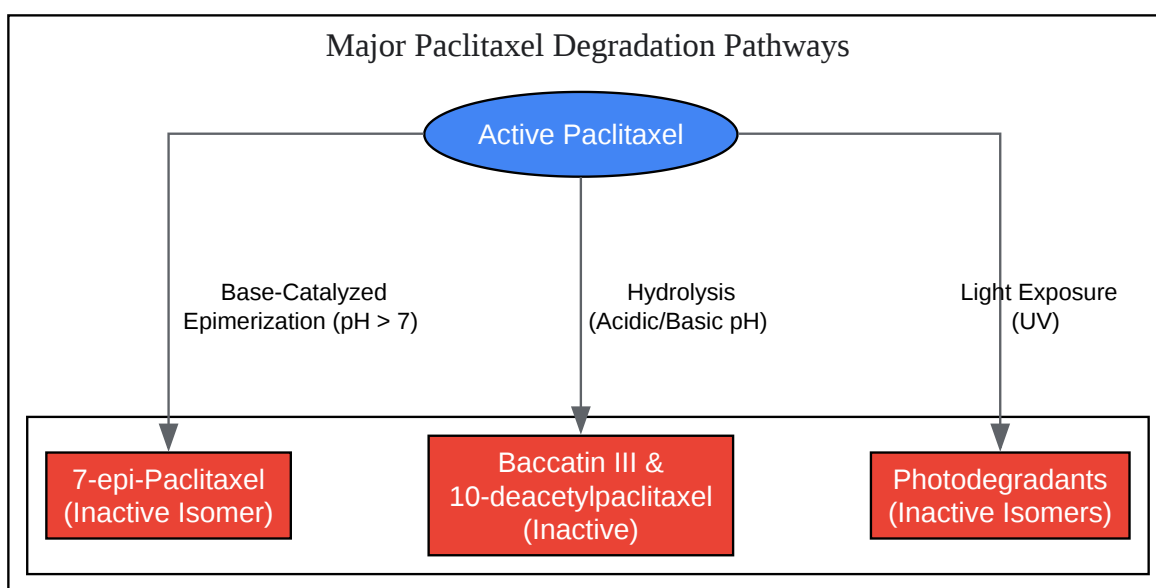 Major Paclitaxel Degradation Pathways
Active Paclitaxel
Base-Catalyzed
Epimerization (pH > 7)
Hydrolysis
(Acidic/Basic pH)
Light Exposure
(UV)
7-epi-Paclitaxel
(Inactive Isomer)
Baccatin III &
10-deacetylpaclitaxel
(Inactive)
Photodegradants
(Inactive Isomers)